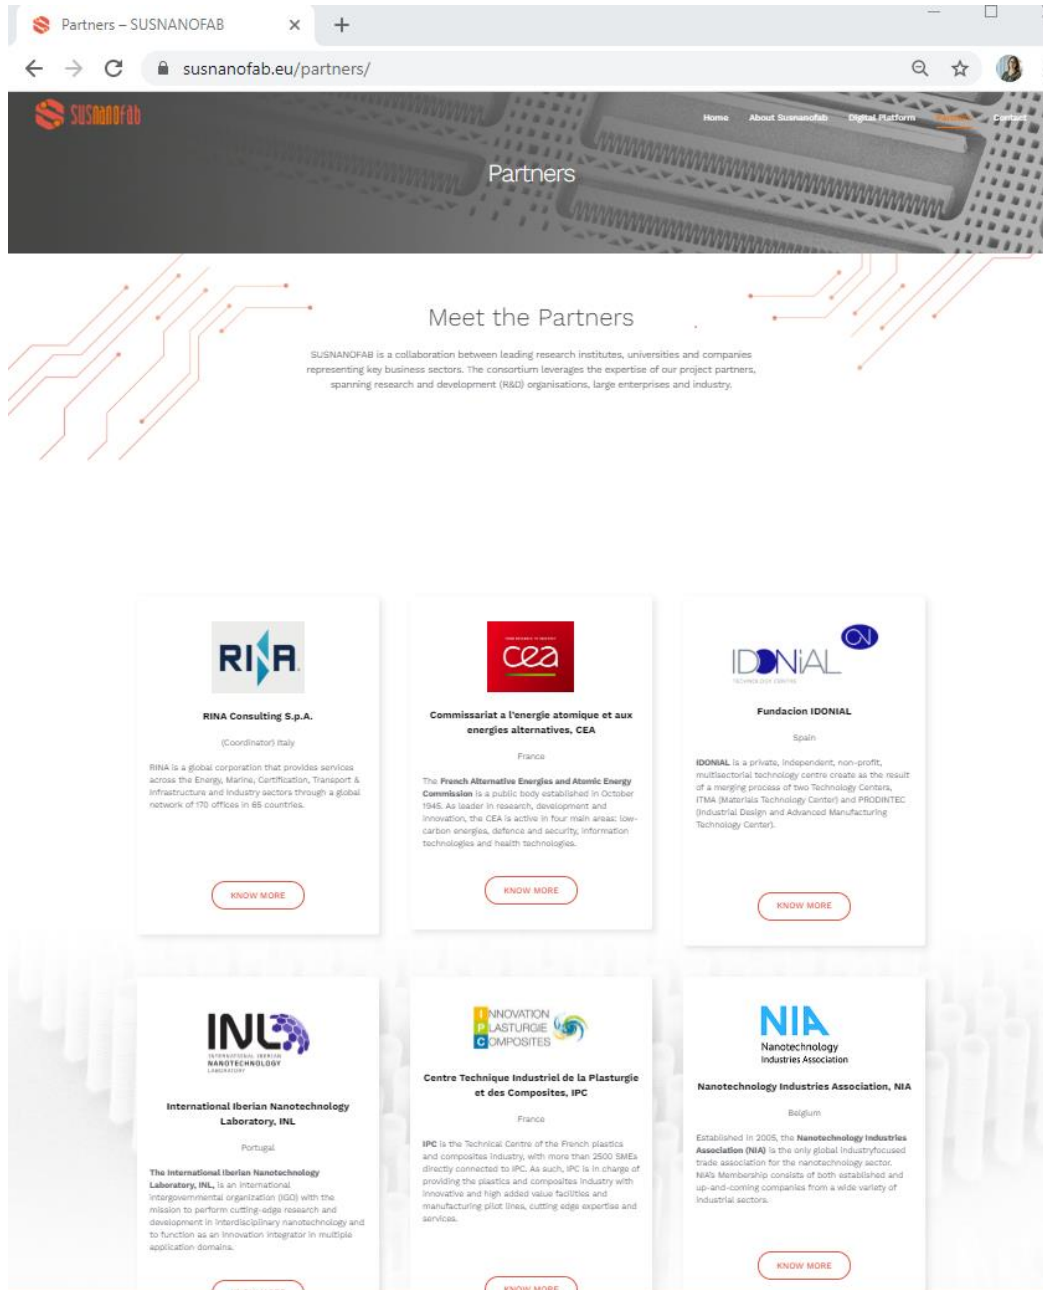 Partners – SUSNANOFAB
susnanofab.eu/partners/
SUSNANOFAB
Home About Susnanofab Digital Platform Partners Contact
Partners
Meet the Partners
SUSNANOFAB is a collaboration between leading research institutes, universities and companies
representing key business sectors. The consortium leverages the expertise of our project partners,
spanning research and development (R&D) organisations, large enterprises and industry.
RINA
RINA Consulting S.p.A.
(Coordinator) Italy
RINA is a global corporation that provides services
across the Energy, Marine, Certification, Transport &
Infrastructure and Industry sectors through a global
network of 170 offices in 65 countries.
KNOW MORE
cea
Commissariat a l'energie atomique et aux
energies alternatives, CEA
France
The French Alternative Energies and Atomic Energy
Commission is a public body established in October
1945. As leader in research, development and
innovation, the CEA is active in four main areas: low-
carbon energies, defence and security, information
technologies and health technologies.
KNOW MORE
IDONiAL
TECHNOLOGY CENTRE
Fundacion IDONIAL
Spain
IDONIAL is a private, independent, non-profit,
multisectorial technology centre create as the result
of a merging process of two Technology Centers,
ITMA (Materials Technology Center) and PRODINTEC
(Industrial Design and Advanced Manufacturing
Technology Center).
KNOW MORE
INL
INTERNATIONAL IBERIAN
NANOTECHNOLOGY
LABORATORY
International Iberian Nanotechnology
Laboratory, INL
Portugal
The International Iberian Nanotechnology
Laboratory, INL, is an international
intergovernmental organization (IGO) with the
mission to perform cutting-edge research and
development in interdisciplinary nanotechnology and
to function as an innovation integrator in multiple
application domains.
INNOVATION
PLASTURGIE
COMPOSITES
Centre Technique Industriel de la Plasturgie
et des Composites, IPC
France
IPC is the Technical Centre of the French plastics
and composites industry, with more than 2500 SMEs
directly connected to IPC. As such, IPC is in charge of
providing the plastics and composites industry with
innovative and high added value facilities and
manufacturing pilot lines, cutting edge expertise and
services.
KNOW MORE
NIA
Nanotechnology
Industries Association
Nanotechnology Industries Association, NIA
Belgium
Established in 2005, the Nanotechnology Industries
Association (NIA) is the only global industryfocused
trade association for the nanotechnology sector.
NIA's Membership consists of both established and
up-and-coming companies from a wide variety of
industrial sectors.
KNOW MORE